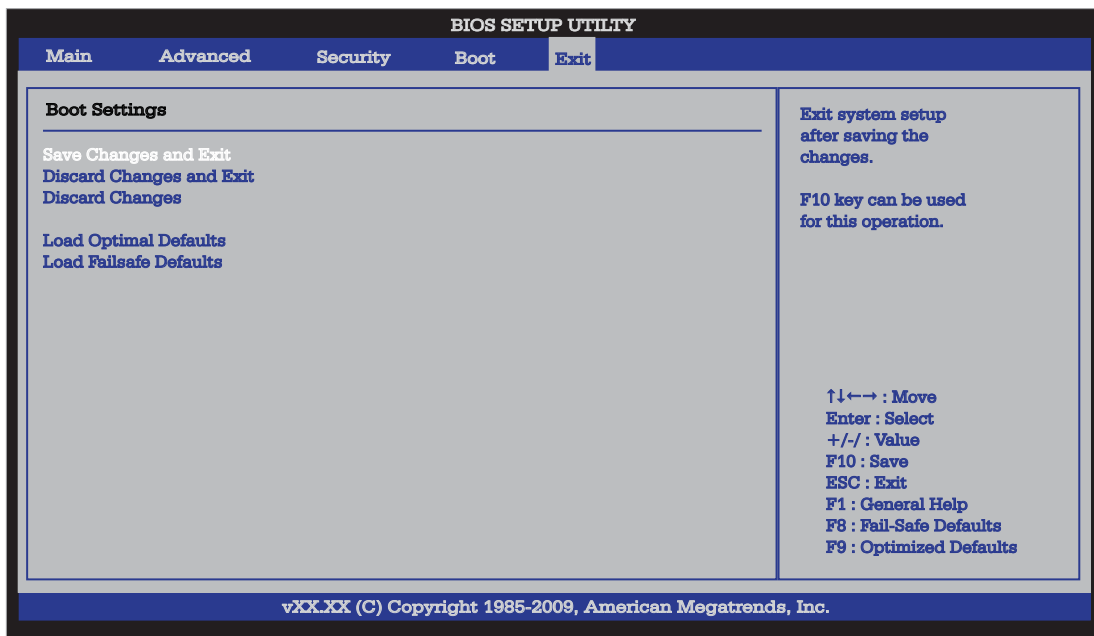 BIOS SETUP UTILTY
Main Advanced Security Boot Exit
Boot Settings
Save Changes and Exit
Discard Changes and Exit
Discard Changes
Load Optimal Defaults
Load Failsafe Defaults
Exit system setup
after saving the
changes.
F10 key can be used
for this operation.
↑↓←→ : Move
Enter : Select
+/-/ : Value
F10 : Save
ESC : Exit
F1 : General Help
F8 : Fail-Safe Defaults
F9 : Optimized Defaults
vXX.XX (C) Copyright 1985-2009, American Megatrends, Inc.